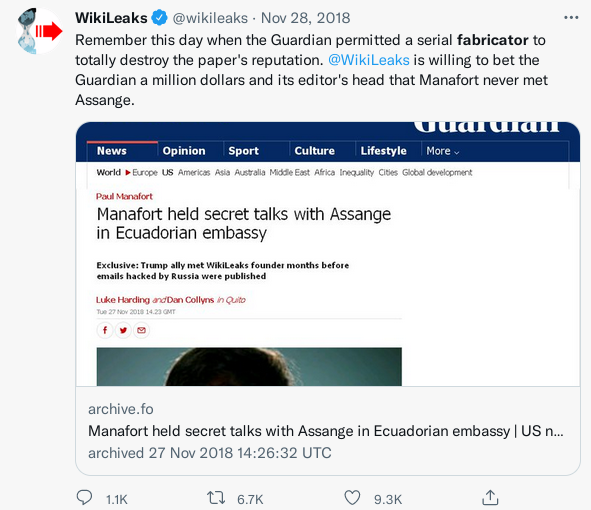 WikiLeaks @wikileaks · Nov 28, 2018
Remember this day when the Guardian permitted a serial fabricator to
totally destroy the paper's reputation. @WikiLeaks is willing to bet the
Guardian a million dollars and its editor's head that Manafort never met
Assange.
Guardian
News Opinion Sport Culture Lifestyle More
World Europe US Americas Asia Australia Middle East Africa Inequality Cities Global development
Paul Manafort
Manafort held secret talks with Assange
in Ecuadorian embassy
Exclusive: Trump ally met WikiLeaks founder months before
emails hacked by Russia were published
Luke Harding and Dan Collyns in Quito
Tue 27 Nov 2018 14.23 GMT
archive.fo
Manafort held secret talks with Assange in Ecuadorian embassy | US n...
archived 27 Nov 2018 14:26:32 UTC
1.1K 6.7K 9.3K